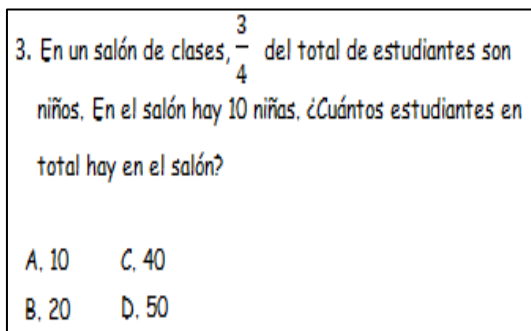 3. En un salón de clases, 3/4 del total de estudiantes son
niños. En el salón hay 10 niñas. ¿Cuántos estudiantes en
total hay en el salón?
A. 10 C. 40
B. 20 D. 50